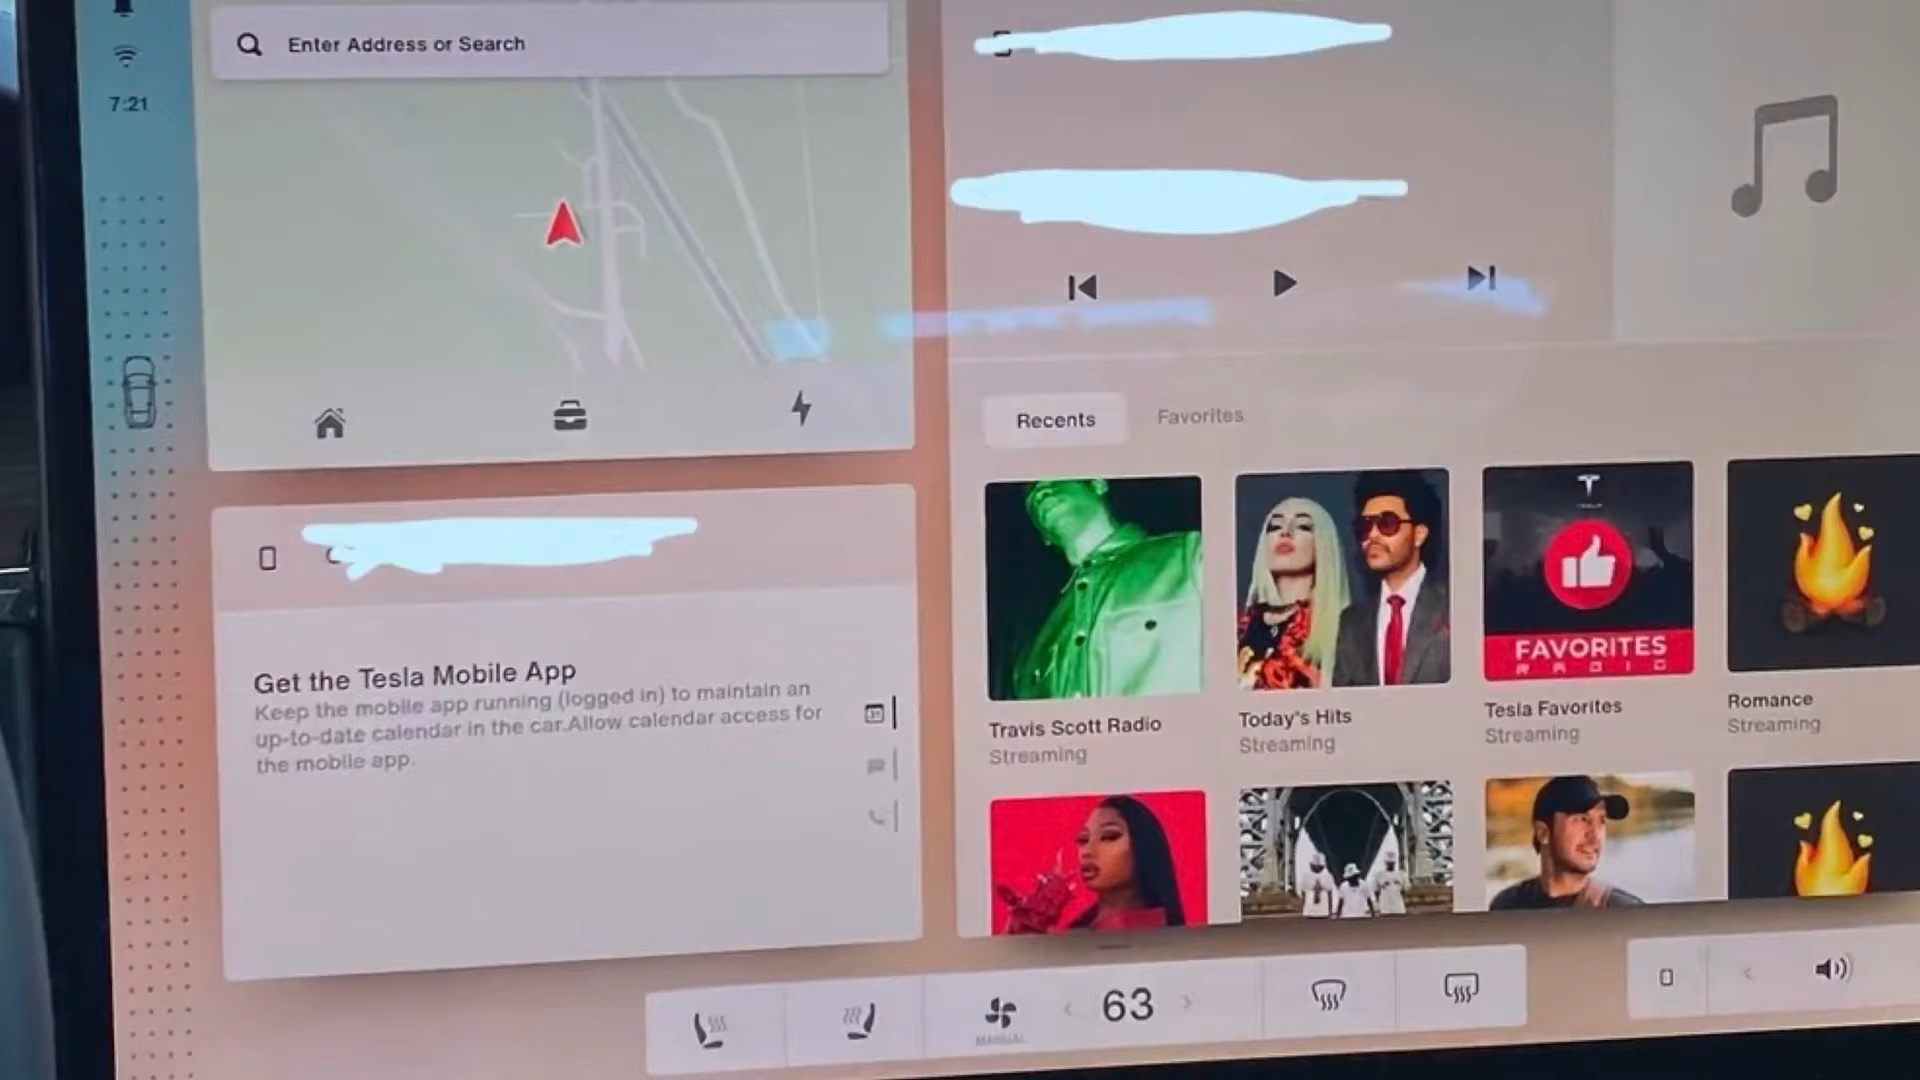 Enter Address or Search
7:21
Recents
Favorites
FAVORITES
RADIO
Travis Scott Radio
Streaming
Today's Hits
Streaming
Tesla Favorites
Streaming
Romance
Streaming
Get the Tesla Mobile App
Keep the mobile app running (logged in) to maintain an
up-to-date calendar in the car.Allow calendar access for
the mobile app.
31
63
MANUAL